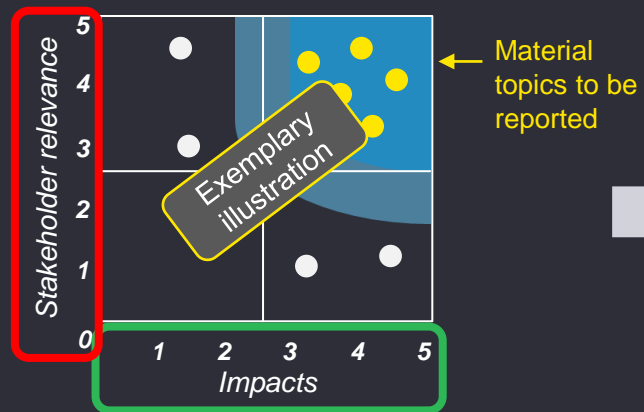 5
4
3
2
1
0
Stakeholder relevance
Exemplary
illustration
Material
topics to be
reported
1 2 3 4 5
Impacts